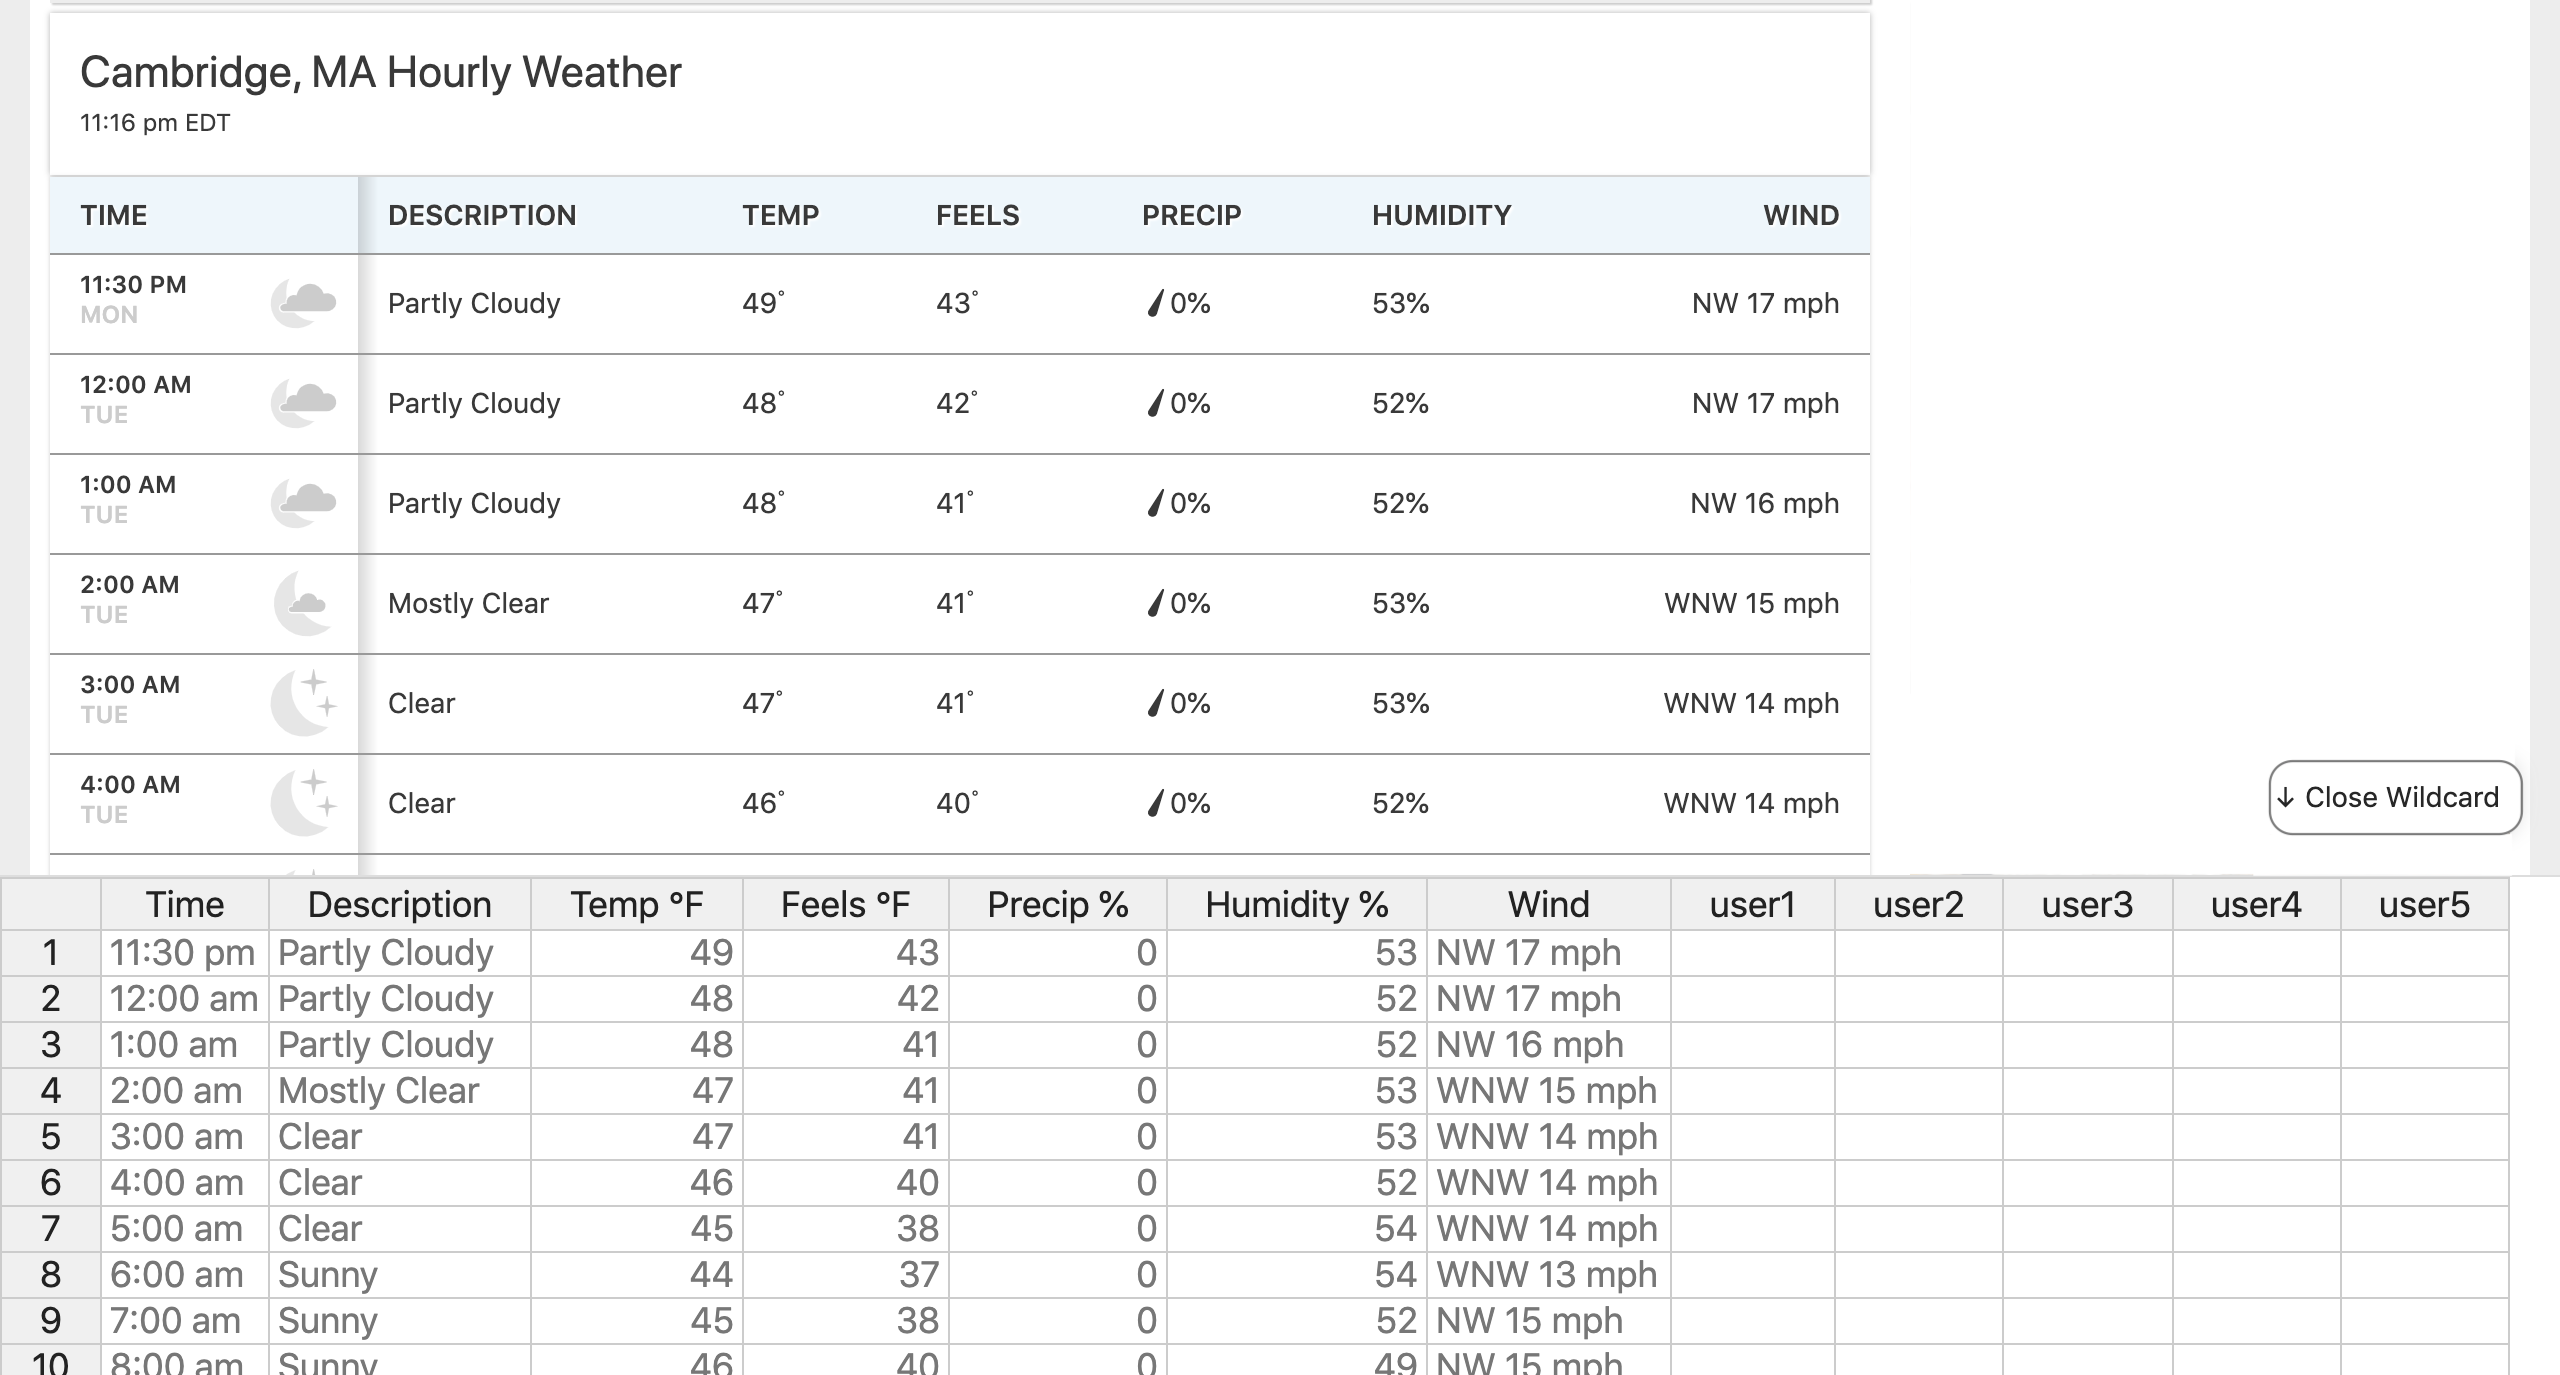 Cambridge, MA Hourly Weather
11:16 pm EDT
TIME DESCRIPTION TEMP FEELS PRECIP HUMIDITY WIND
11:30 PM
MON
Partly Cloudy 49° 43° 0% 53% NW 17 mph
12:00 AM
TUE
Partly Cloudy 48° 42° 0% 52% NW 17 mph
1:00 AM
TUE
Partly Cloudy 48° 41° 0% 52% NW 16 mph
2:00 AM
TUE
Mostly Clear 47° 41° 0% 53% WNW 15 mph
3:00 AM
TUE
Clear 47° 41° 0% 53% WNW 14 mph
4:00 AM
TUE
Clear 46° 40° 0% 52% WNW 14 mph
↓ Close Wildcard
Time Description Temp °F Feels °F Precip % Humidity % Wind user1 user2 user3 user4 user5
1 11:30 pm Partly Cloudy 49 43 0 53 NW 17 mph
2 12:00 am Partly Cloudy 48 42 0 52 NW 17 mph
3 1:00 am Partly Cloudy 48 41 0 52 NW 16 mph
4 2:00 am Mostly Clear 47 41 0 53 WNW 15 mph
5 3:00 am Clear 47 41 0 53 WNW 14 mph
6 4:00 am Clear 46 40 0 52 WNW 14 mph
7 5:00 am Clear 45 38 0 54 WNW 14 mph
8 6:00 am Sunny 44 37 0 54 WNW 13 mph
9 7:00 am Sunny 45 38 0 52 NW 15 mph
10 8:00 am Sunny 46 40 0 49 NW 15 mph